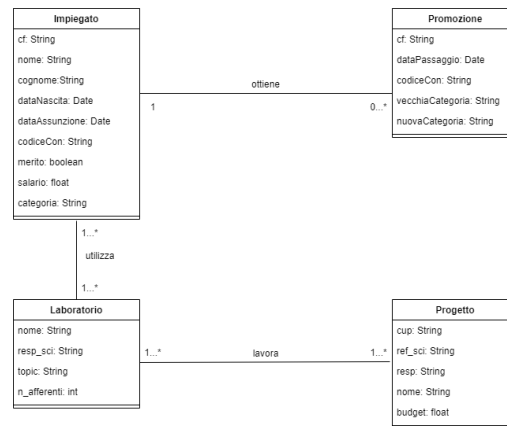 Impiegato
cf: String
nome: String
cognome:String
dataNascita: Date
dataAssunzione: Date
codiceCon: String
merito: boolean
salario: float
categoria: String
Promozione
cf: String
dataPassaggio: Date
codiceCon: String
vecchiaCategoria: String
nuovaCategoria: String
ottiene
1
0...*
1...*
utilizza
1...*
Laboratorio
nome: String
resp_sci: String
topic: String
n_afferenti: int
1...*
lavora
1...*
Progetto
cup: String
ref_sci: String
resp: String
nome: String
budget: float